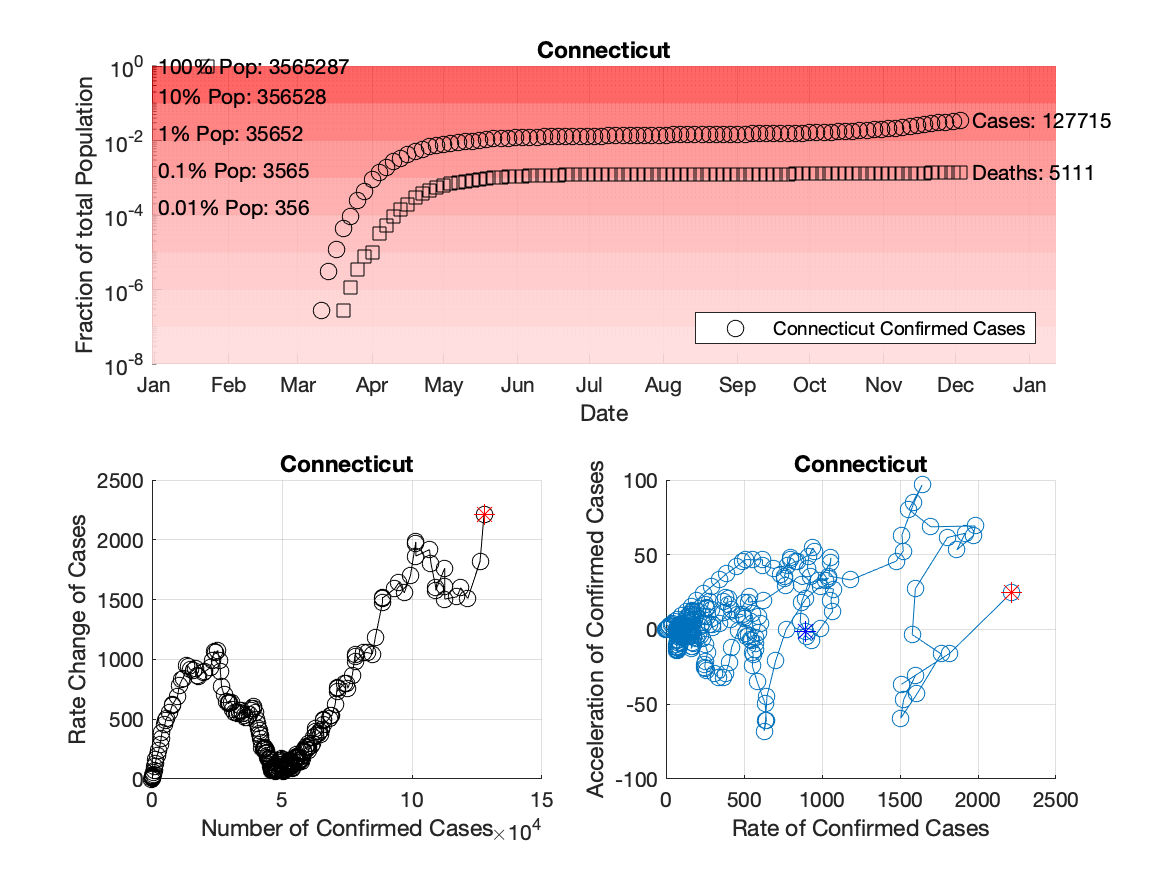 Connecticut
10^0
10^-2
10^-4
10^-6
10^-8
Fraction of total Population
100% Pop: 3565287
10% Pop: 356528
1% Pop: 35652
0.1% Pop: 3565
0.01% Pop: 356
Cases: 127715
Deaths: 5111
Connecticut Confirmed Cases
Jan Feb Mar Apr May Jun Jul Aug Sep Oct Nov Dec Jan
Date
Connecticut
2500
2000
1500
1000
500
0
Rate Change of Cases
0 5 10 15
Number of Confirmed Cases
×10^4
Connecticut
100
50
0
-50
-100
Acceleration of Confirmed Cases
0 500 1000 1500 2000 2500
Rate of Confirmed Cases